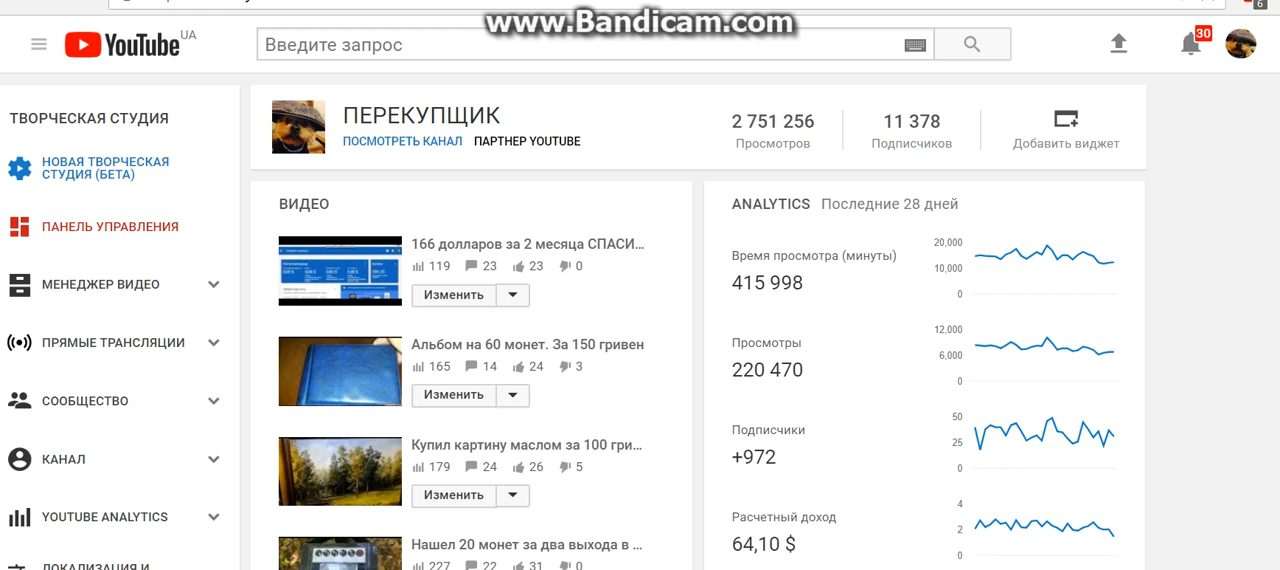 www.Bandicam.com
6
YouTube UA
Введите запрос
30
ТВОРЧЕСКАЯ СТУДИЯ
НОВАЯ ТВОРЧЕСКАЯ
СТУДИЯ (БЕТА)
ПАНЕЛЬ УПРАВЛЕНИЯ
МЕНЕДЖЕР ВИДЕО
ПРЯМЫЕ ТРАНСЛЯЦИИ
СООБЩЕСТВО
КАНАЛ
YOUTUBE ANALYTICS
ЛОКАЛИЗАЦИЯ И
ПЕРЕКУПЩИК
ПОСМОТРЕТЬ КАНАЛ ПАРТНЕР YOUTUBE
2 751 256
Просмотров
11 378
Подписчиков
Добавить виджет
ВИДЕО
166 долларов за 2 месяца СПАСИ...
119 23 23 0
Изменить
Альбом на 60 монет. За 150 гривен
165 14 24 3
Изменить
Купил картину маслом за 100 гри...
179 24 26 5
Изменить
Нашел 20 монет за два выхода в ...
227 22 31 0
ANALYTICS Последние 28 дней
Время просмотра (минуты)
415 998
20,000
10,000
0
Просмотры
220 470
12,000
6,000
0
Подписчики
+972
50
25
0
Расчетный доход
64,10 $
4
2
0